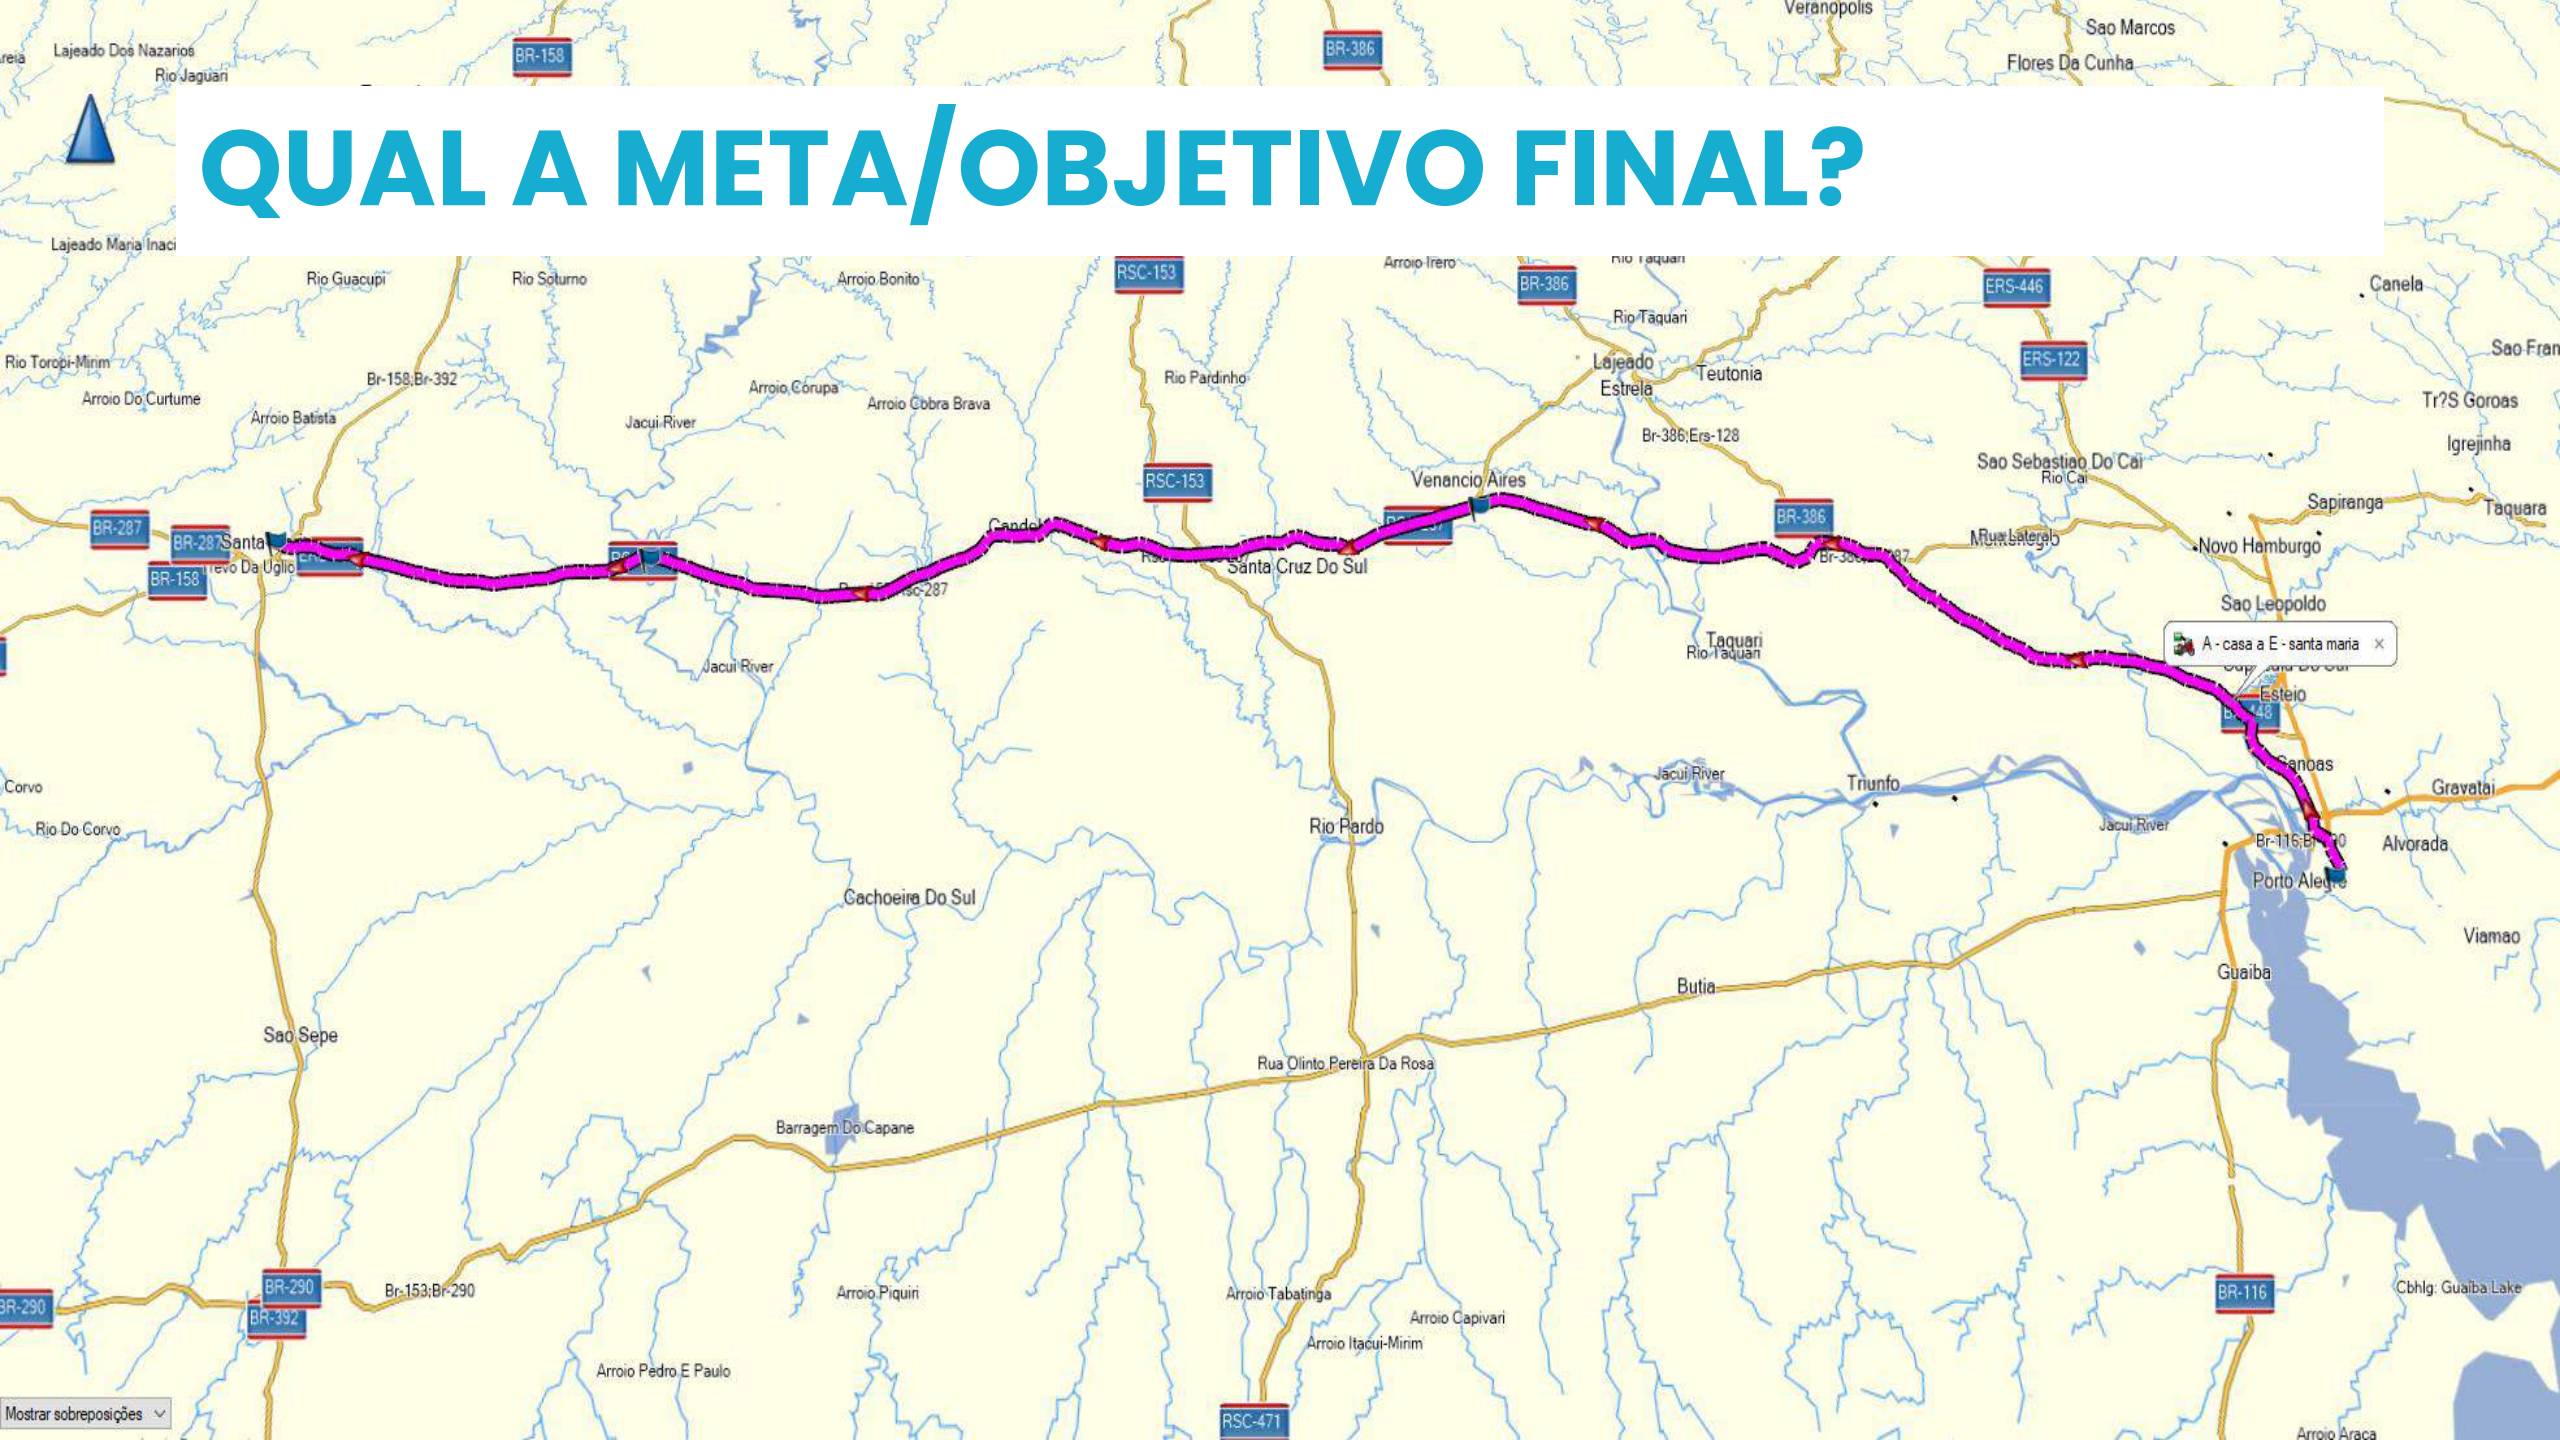 Veranopolis
Sao Marcos
BR-386
Lajeado Dos Nazarios
BR-158
Flores Da Cunha
Rio Jaguari
QUAL A META/OBJETIVO FINAL?
Lajeado Maria Inaci
Arroio Irero
Rio Taquari
RSC-153
Rio Guacupi
Rio Soturno
Arroio Bonito
BR-386
ERS-446
Canela
Rio Taquari
Sao Fran
Rio Toropi-Mirim
Lajeado
ERS-122
Teutonia
Br-158;Br-392
Rio Pardinho
Arroio Corupa
Estrela
Arroio Do Curtume
Arroio Cobra Brava
Tr?S Goroas
Arroio Batista
Jacui River
Br-386;Ers-128
Igrejinha
Sao Sebastiao Do Cai
Rio Cai
RSC-153
Venancio Aires
Sapiranga
Taquara
BR-287
BR-386
BR-287
Santa
Rua Lateral
Novo Hamburgo
Santa Cruz Do Sul
BR-158
Sao Leopoldo
Taquari
Rio Taquari
A - casa a E - santa maria
Jacui River
Esteio
Canoas
Jacui River
Triunfo
Gravatai
Corvo
Rio Do Corvo
Rio Pardo
Jacui River
Alvorada
Porto Alegre
Cachoeira Do Sul
Viamao
Guaiba
Butia
Sao Sepe
Rua Olinto Pereira Da Rosa
Barragem Do Capane
BR-290
Br-153;Br-290
Arroio Piquiri
Arroio Tabatinga
BR-116
Cbhlg: Guaiba Lake
BR-290
BR-392
Arroio Capivari
Arroio Itacui-Mirim
Arroio Pedro E Paulo
Mostrar sobreposições
RSC-471
Arroio Araca